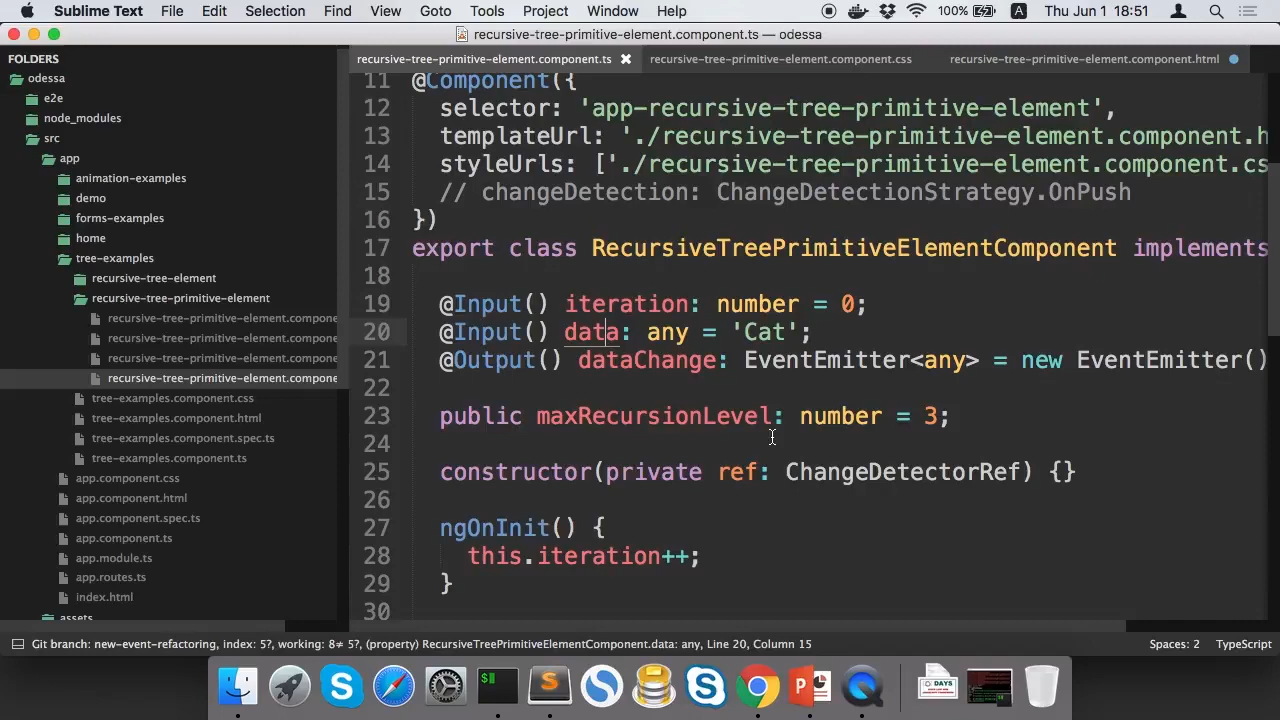 Sublime Text File Edit Selection Find View Goto Tools Project Window Help 100% A Thu Jun 1 18:51
recursive-tree-primitive-element.component.ts — odessa
FOLDERS
odessa
e2e
node_modules
src
app
animation-examples
demo
forms-examples
home
tree-examples
recursive-tree-element
recursive-tree-primitive-element
recursive-tree-primitive-element.compone
recursive-tree-primitive-element.compone
recursive-tree-primitive-element.compone
recursive-tree-primitive-element.compone
tree-examples.component.css
tree-examples.component.html
tree-examples.component.spec.ts
tree-examples.component.ts
app.component.css
app.component.html
app.component.spec.ts
app.component.ts
app.module.ts
app.routes.ts
index.html
assets
recursive-tree-primitive-element.component.ts recursive-tree-primitive-element.component.css recursive-tree-primitive-element.component.html
11 @Component({
12 selector: 'app-recursive-tree-primitive-element',
13 templateUrl: './recursive-tree-primitive-element.component.h
14 styleUrls: ['./recursive-tree-primitive-element.component.cs
15 // changeDetection: ChangeDetectionStrategy.OnPush
16 })
17 export class RecursiveTreePrimitiveElementComponent implements
18
19 @Input() iteration: number = 0;
20 @Input() data: any = 'Cat';
21 @Output() dataChange: EventEmitter<any> = new EventEmitter()
22
23 public maxRecursionLevel: number = 3;
24
25 constructor(private ref: ChangeDetectorRef) {}
26
27 ngOnInit() {
28 this.iteration++;
29 }
30
Git branch: new-event-refactoring, index: 5?, working: 8≠ 5?, (property) RecursiveTreePrimitiveElementComponent.data: any, Line 20, Column 15 Spaces: 2 TypeScript
$
DAYS